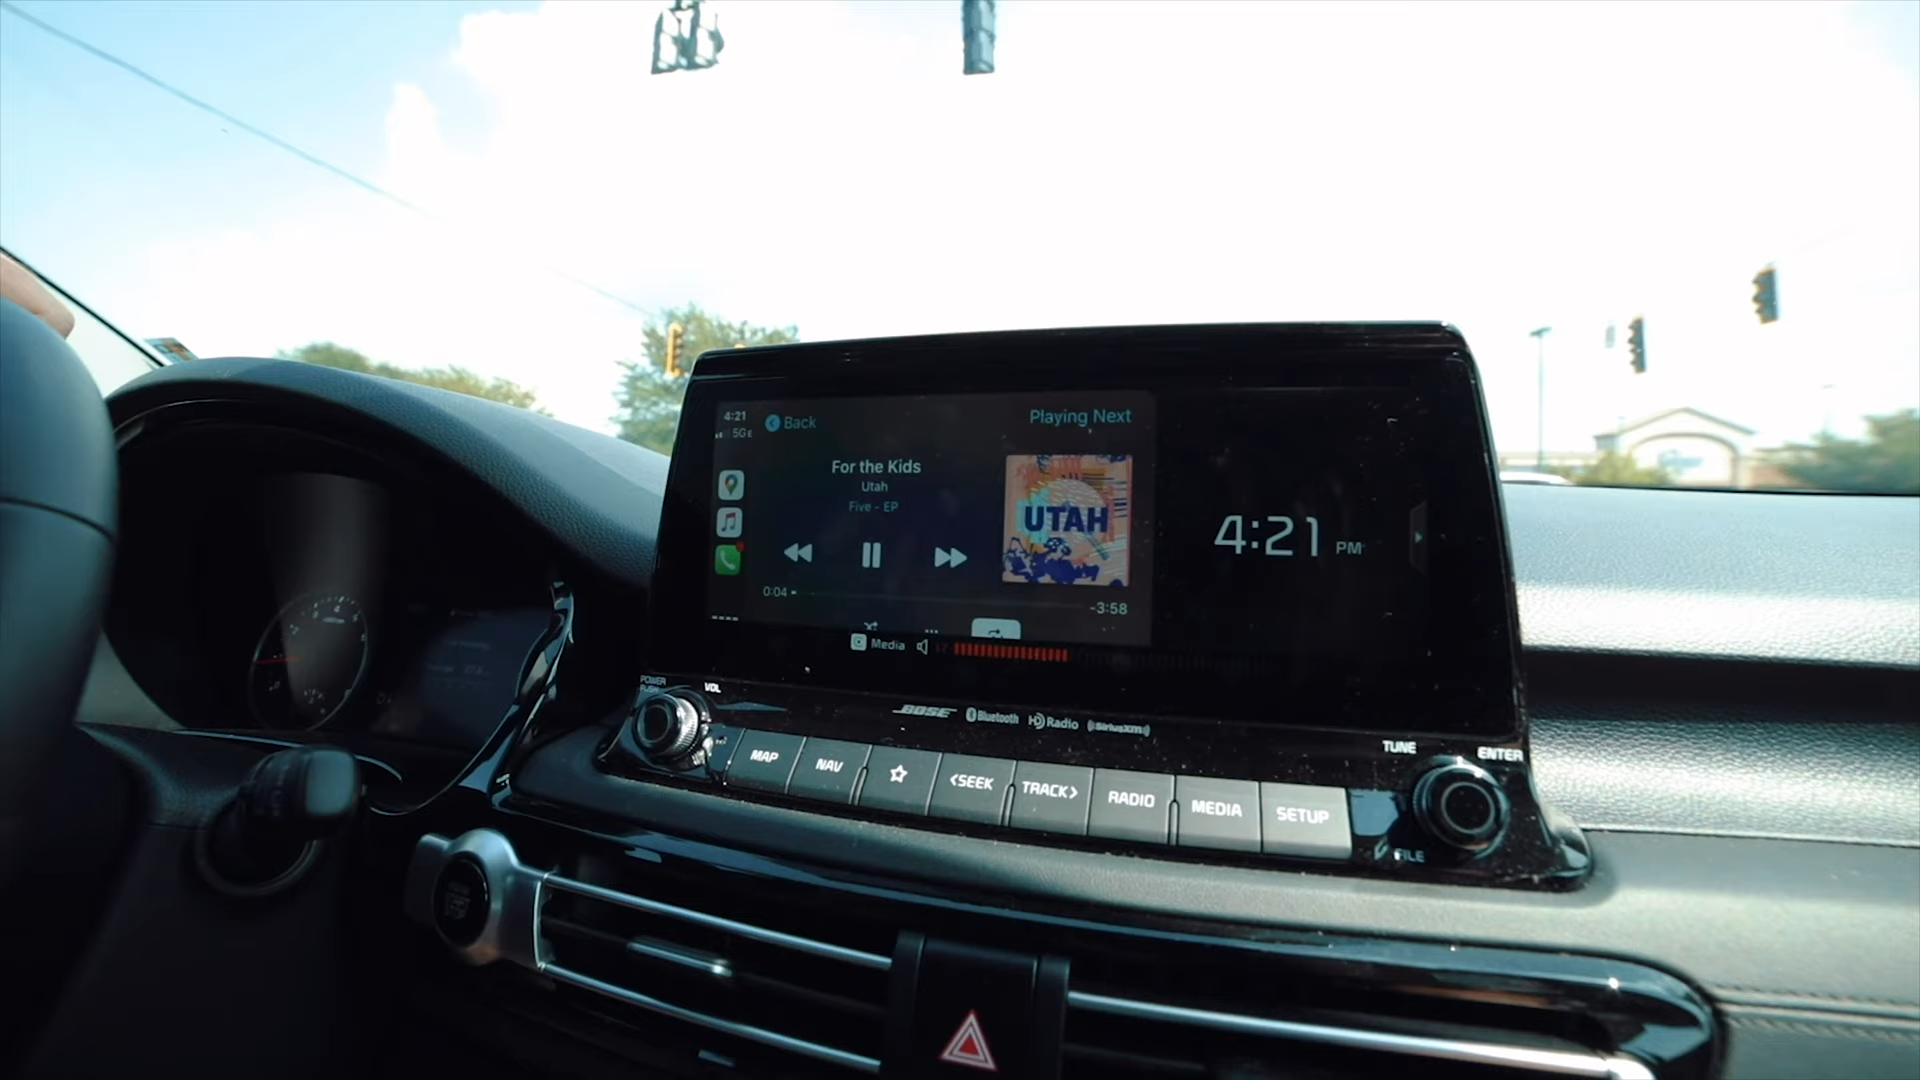 4:21
5GE
Back
Playing Next
For the Kids
Utah
Five - EP
UTAH
4:21 PM
0:04
-3:58
Media
POWER
PUSH
VOL
BOSE
Bluetooth
HD Radio
SiriusXM
TUNE
ENTER
MAP
NAV
<SEEK
TRACK>
RADIO
MEDIA
SETUP
FILE